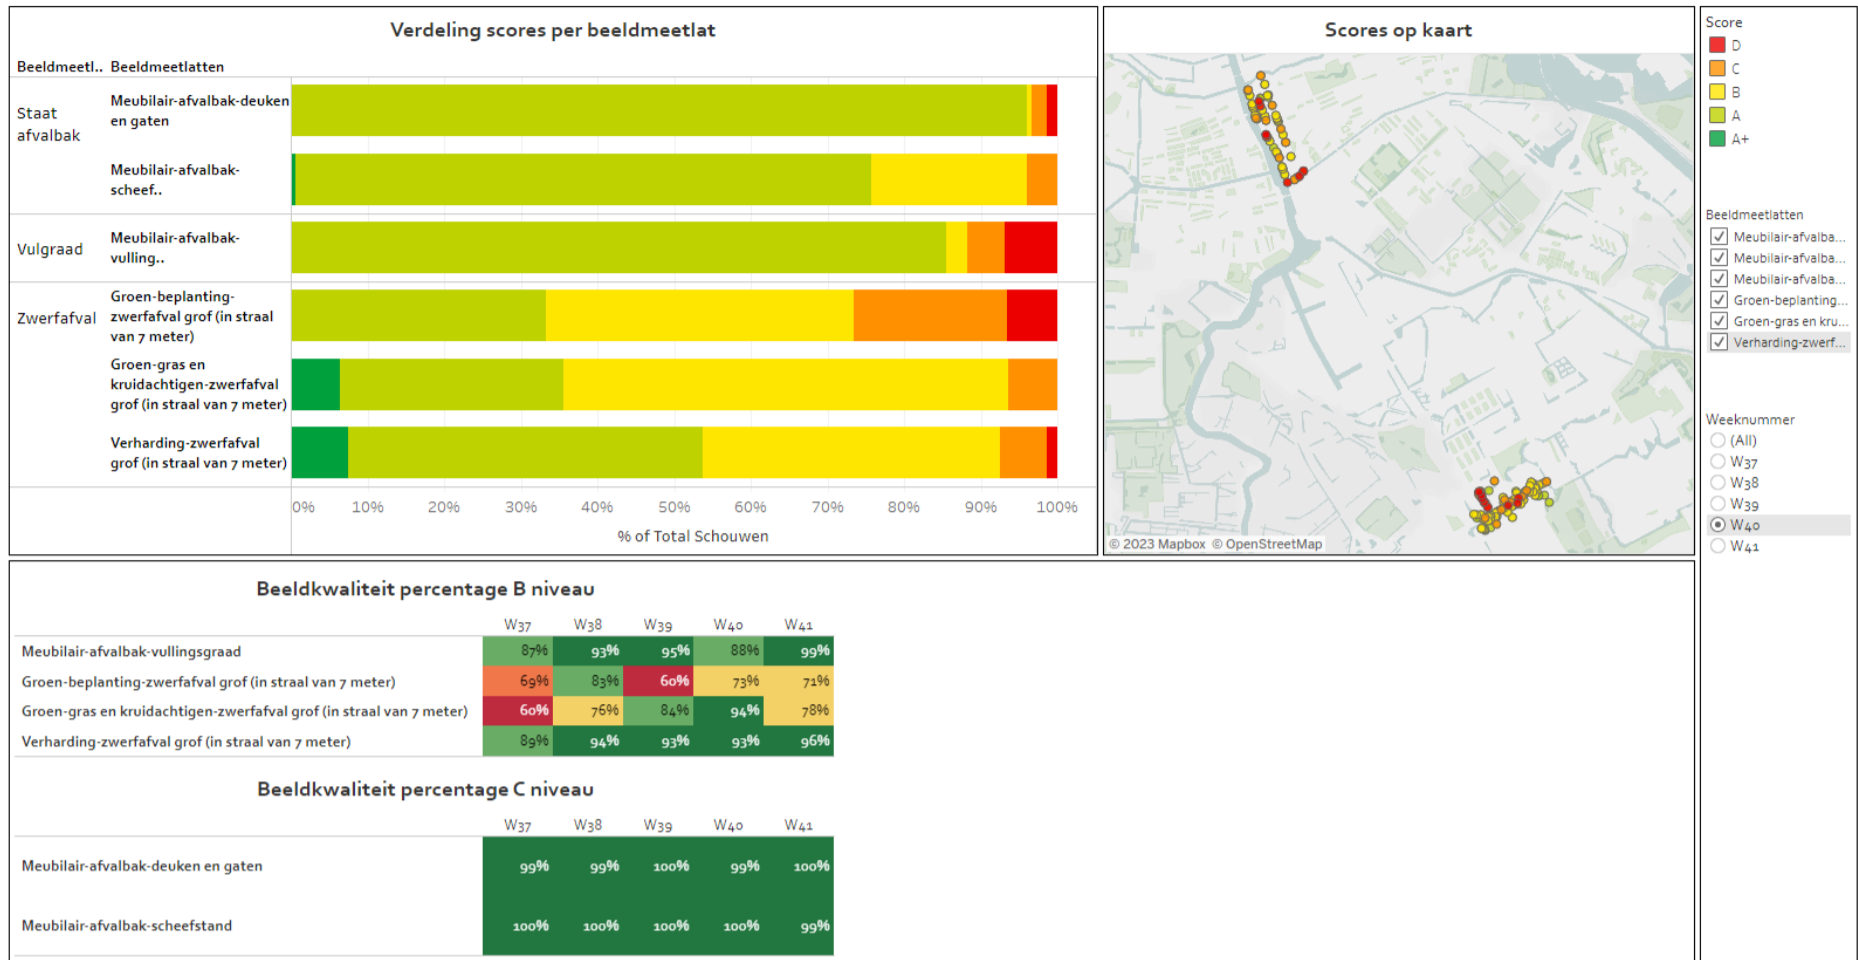 Verdeling scores per beeldmeetlat
Beeldmeetl.. Beeldmeetlatten
Staat
afvalbak
Meubilair-afvalbak-deuken
en gaten
Meubilair-afvalbak-
scheef..
Vulgraad
Meubilair-afvalbak-
vulling..
Zwerfafval
Groen-beplanting-
zwerfafval grof (in straal
van 7 meter)
Groen-gras en
kruidachtigen-zwerfafval
grof (in straal van 7 meter)
Verharding-zwerfafval
grof (in straal van 7 meter)
0% 10% 20% 30% 40% 50% 60% 70% 80% 90% 100%
% of Total Schouwen
Scores op kaart
© 2023 Mapbox © OpenStreetMap
Score
D
C
B
A
A+
Beeldmeetlatten
Meubilair-afvalba...
Meubilair-afvalba...
Meubilair-afvalba...
Groen-beplanting...
Groen-gras en kru...
Verharding-zwerf...
Weeknummer
(All)
W37
W38
W39
W40
W41
Beeldkwaliteit percentage B niveau
W37 W38 W39 W40 W41
Meubilair-afvalbak-vullingsgraad 87% 93% 95% 88% 99%
Groen-beplanting-zwerfafval grof (in straal van 7 meter) 69% 83% 60% 73% 71%
Groen-gras en kruidachtigen-zwerfafval grof (in straal van 7 meter) 60% 76% 84% 94% 78%
Verharding-zwerfafval grof (in straal van 7 meter) 89% 94% 93% 93% 96%
Beeldkwaliteit percentage C niveau
W37 W38 W39 W40 W41
Meubilair-afvalbak-deuken en gaten 99% 99% 100% 99% 100%
Meubilair-afvalbak-scheefstand 100% 100% 100% 100% 99%